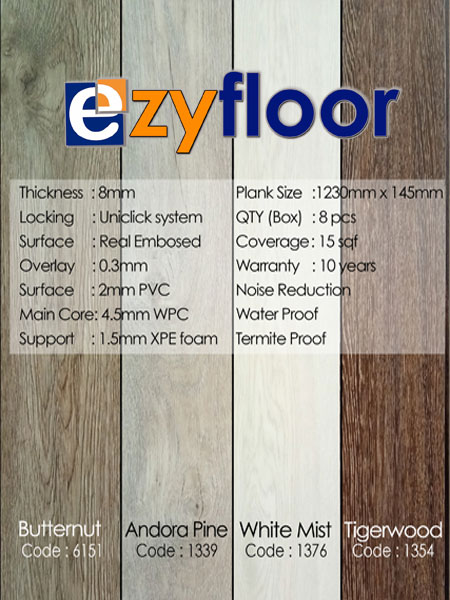 ezyfloor
Thickness : 8mm
Locking : Uniclick system
Surface : Real Embosed
Overlay : 0.3mm
Surface : 2mm PVC
Main Core: 4.5mm WPC
Support : 1.5mm XPE foam
Plank Size :1230mm x 145mm
QTY (Box) : 8 pcs
Coverage : 15 sqf
Warranty : 10 years
Noise Reduction
Water Proof
Termite Proof
Butternut
Code : 6151
Andora Pine
Code : 1339
White Mist
Code : 1376
Tigerwood
Code : 1354